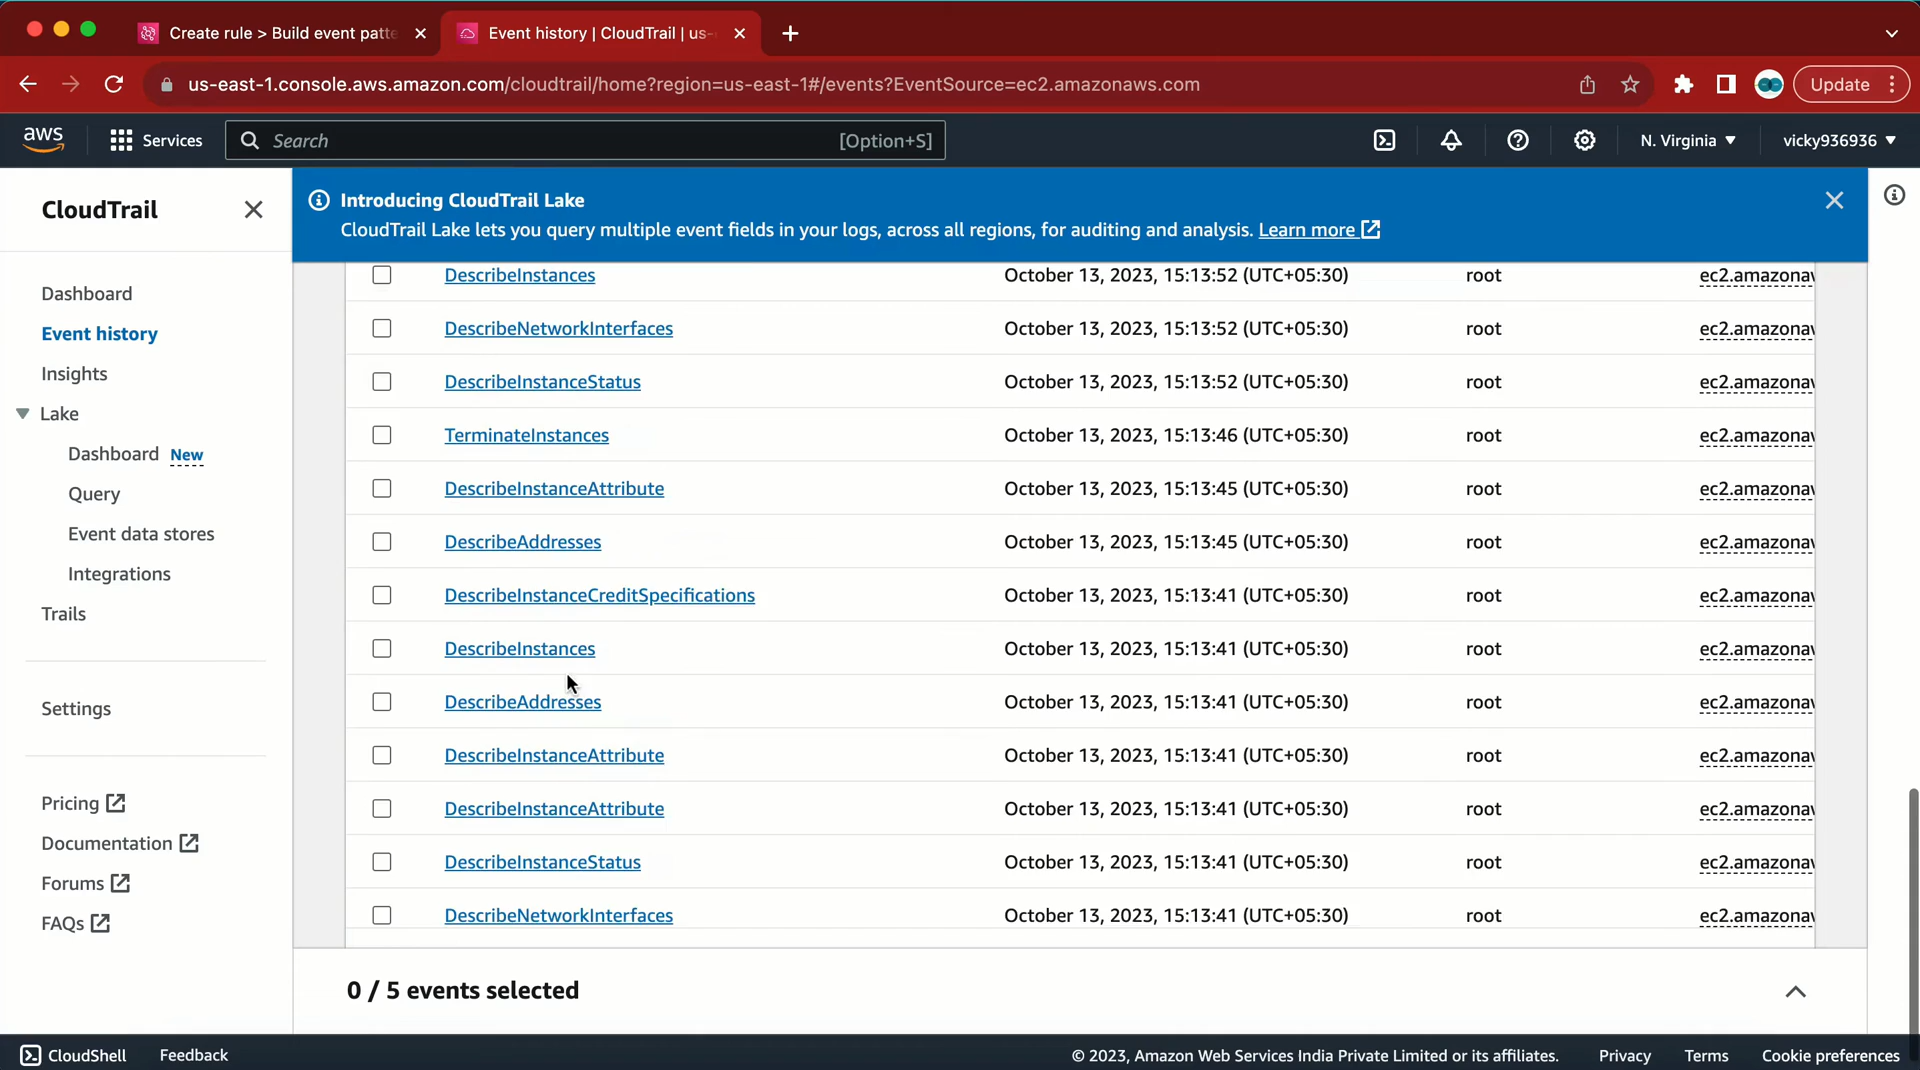 Create rule > Build event patte
Event history | CloudTrail | us-
us-east-1.console.aws.amazon.com/cloudtrail/home?region=us-east-1#/events?EventSource=ec2.amazonaws.com
Update
aws
Services
Search
[Option+S]
N. Virginia
vicky936936
CloudTrail
Dashboard
Event history
Insights
Lake
Dashboard New
Query
Event data stores
Integrations
Trails
Settings
Pricing
Documentation
Forums
FAQs
Introducing CloudTrail Lake
CloudTrail Lake lets you query multiple event fields in your logs, across all regions, for auditing and analysis. Learn more
DescribeInstances October 13, 2023, 15:13:52 (UTC+05:30) root ec2.amazonav
DescribeNetworkInterfaces October 13, 2023, 15:13:52 (UTC+05:30) root ec2.amazonav
DescribeInstanceStatus October 13, 2023, 15:13:52 (UTC+05:30) root ec2.amazonav
TerminateInstances October 13, 2023, 15:13:46 (UTC+05:30) root ec2.amazonav
DescribeInstanceAttribute October 13, 2023, 15:13:45 (UTC+05:30) root ec2.amazonav
DescribeAddresses October 13, 2023, 15:13:45 (UTC+05:30) root ec2.amazonav
DescribeInstanceCreditSpecifications October 13, 2023, 15:13:41 (UTC+05:30) root ec2.amazonav
DescribeInstances October 13, 2023, 15:13:41 (UTC+05:30) root ec2.amazonav
DescribeAddresses October 13, 2023, 15:13:41 (UTC+05:30) root ec2.amazonav
DescribeInstanceAttribute October 13, 2023, 15:13:41 (UTC+05:30) root ec2.amazonav
DescribeInstanceAttribute October 13, 2023, 15:13:41 (UTC+05:30) root ec2.amazonav
DescribeInstanceStatus October 13, 2023, 15:13:41 (UTC+05:30) root ec2.amazonav
DescribeNetworkInterfaces October 13, 2023, 15:13:41 (UTC+05:30) root ec2.amazonav
0 / 5 events selected
CloudShell Feedback © 2023, Amazon Web Services India Private Limited or its affiliates. Privacy Terms Cookie preferences